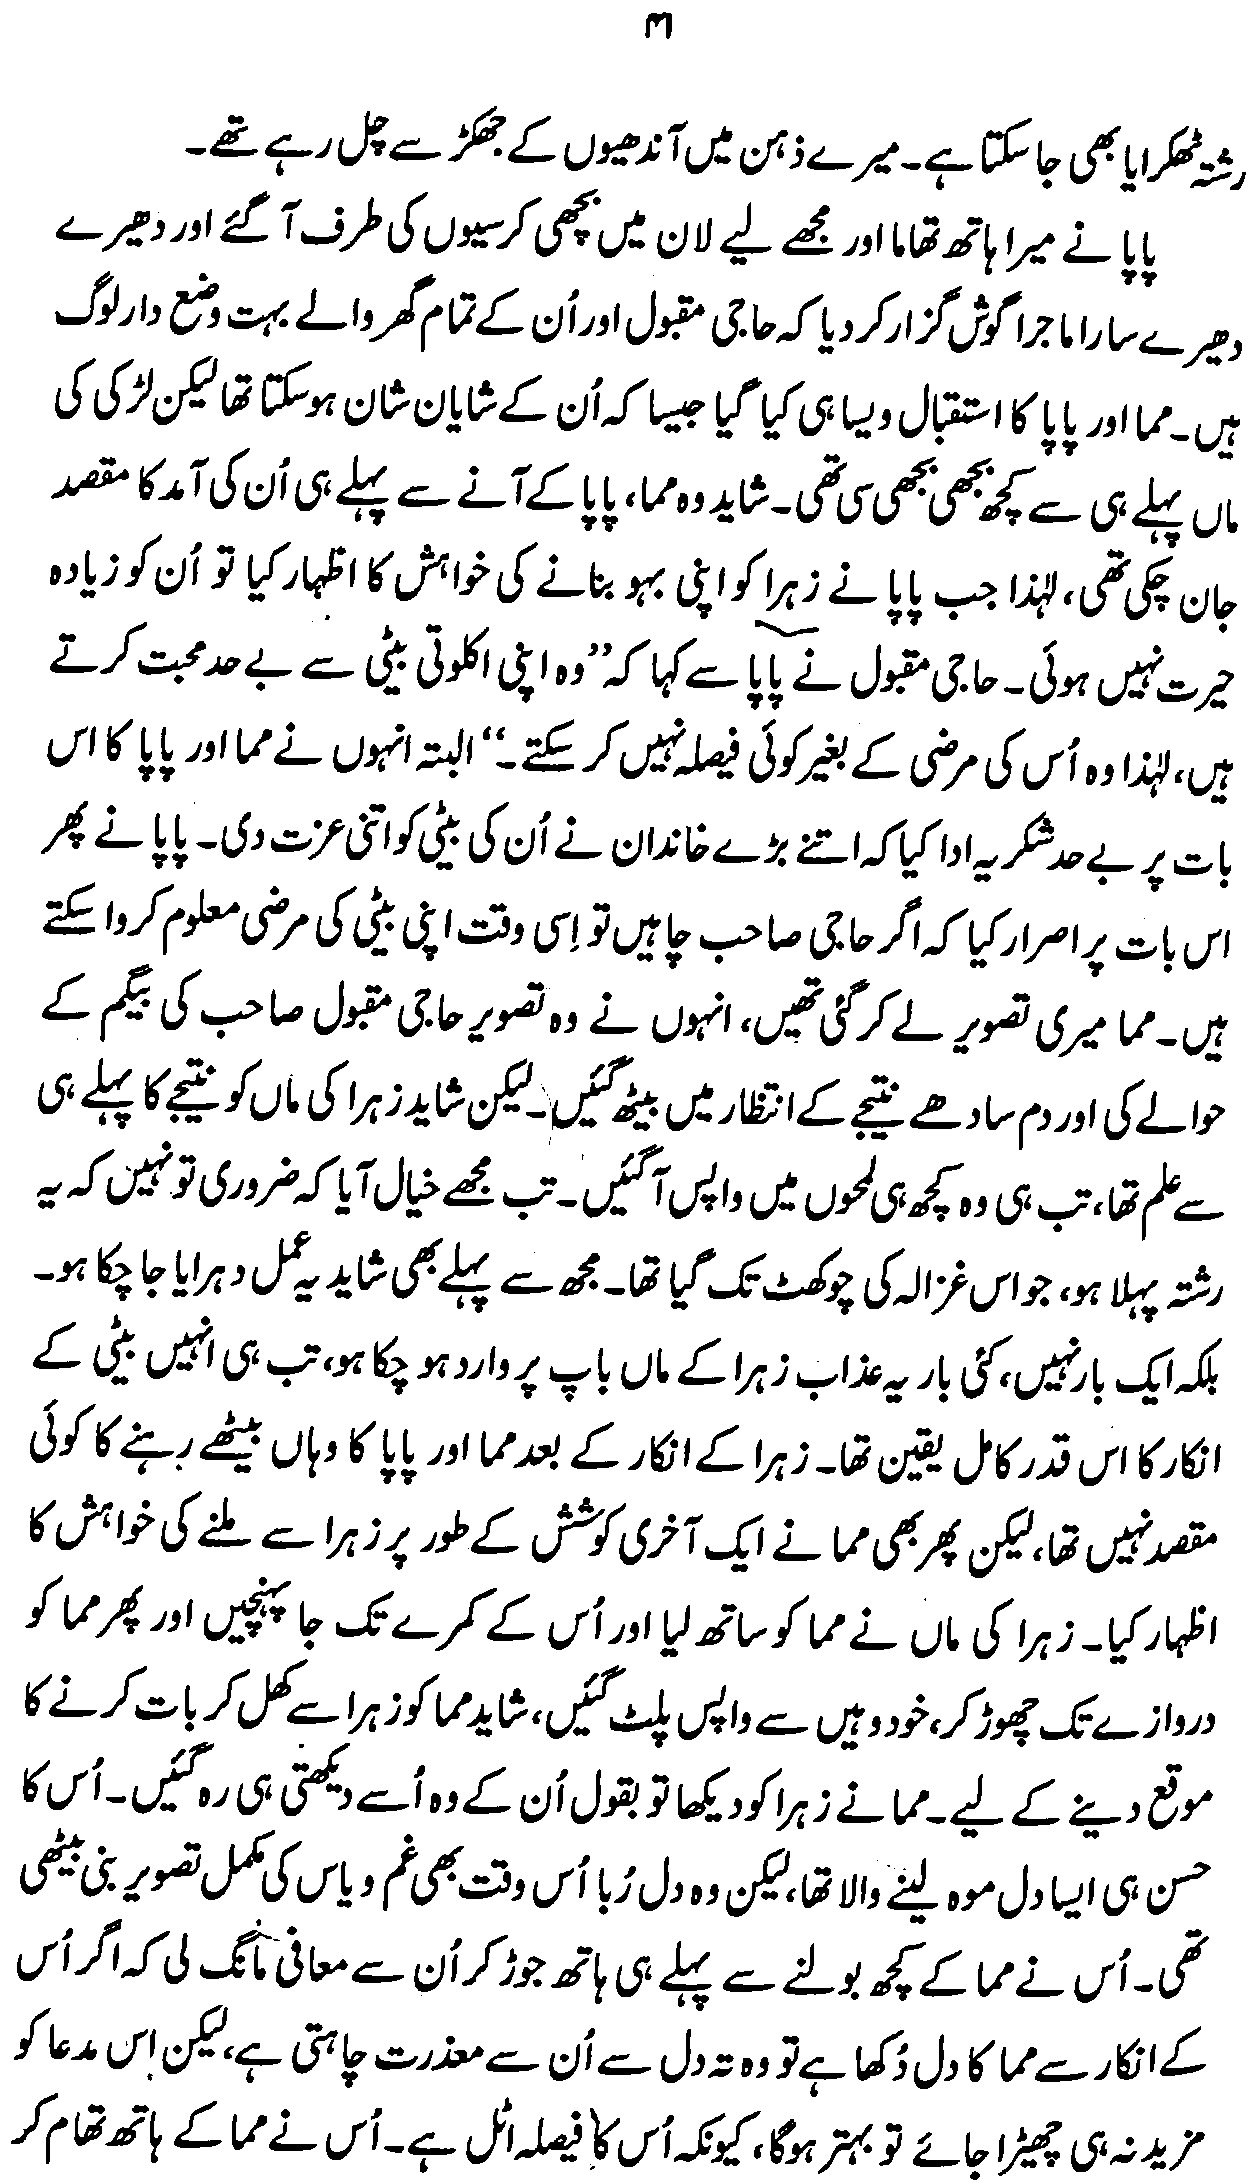 ۳۱
رشتہ ٹھکرایا بھی جا سکتا ہے۔ میرے ذہن میں آندھیوں کے جھکڑ سے چل رہے تھے۔
پاپا نے میرا ہاتھ تھاما اور مجھے لیے لان میں بچھی کرسیوں کی طرف آ گئے اور دھیرے
دھیرے سارا ماجرا گوش گزار کر دیا کہ حاجی مقبول اور اُن کے تمام گھر والے بہت وضع دار لوگ
ہیں۔ مما اور پاپا کا استقبال ویسا ہی کیا گیا جیسا کہ اُن کے شایان شان ہو سکتا تھا لیکن لڑکی کی
ماں پہلے ہی سے کچھ بجھی بجھی سی تھی۔ شاید وہ مما، پاپا کے آنے سے پہلے ہی اُن کی آمد کا مقصد
جان چکی تھی، لہٰذا جب پاپا نے زہرا کو اپنی بہو بنانے کی خواہش کا اظہار کیا تو اُن کو زیادہ
حیرت نہیں ہوئی۔ حاجی مقبول نے پاپا سے کہا کہ ”وہ اپنی اکلوتی بیٹی سے بے حد محبت کرتے
ہیں، لہٰذا وہ اُس کی مرضی کے بغیر کوئی فیصلہ نہیں کر سکتے۔“ البتہ انہوں نے مما اور پاپا کا اس
بات پر بے حد شکریہ ادا کیا کہ اتنے بڑے خاندان نے اُن کی بیٹی کو اتنی عزت دی۔ پاپا نے پھر
اس بات پر اصرار کیا کہ اگر حاجی صاحب چاہیں تو اِسی وقت اپنی بیٹی کی مرضی معلوم کروا سکتے
ہیں۔ مما میری تصویر لے کر گئی تھیں، انہوں نے وہ تصویر حاجی مقبول صاحب کی بیگم کے
حوالے کی اور دم سادھے نتیجے کے انتظار میں بیٹھ گئیں۔ لیکن شاید زہرا کی ماں کو نتیجے کا پہلے ہی
سے علم تھا، تب ہی وہ کچھ ہی لمحوں میں واپس آ گئیں۔ تب مجھے خیال آیا کہ ضروری تو نہیں کہ یہ
رشتہ پہلا ہو، جو اس غزالہ کی چوکھٹ تک گیا تھا۔ مجھ سے پہلے بھی شاید یہ عمل دہرایا جا چکا ہو۔
بلکہ ایک بار نہیں، کئی بار یہ عذاب زہرا کے ماں باپ پر وارد ہو چکا ہو، تب ہی انہیں بیٹی کے
انکار کا اس قدر کامل یقین تھا۔ زہرا کے انکار کے بعد مما اور پاپا کا وہاں بیٹھے رہنے کا کوئی
مقصد نہیں تھا، لیکن پھر بھی مما نے ایک آخری کوشش کے طور پر زہرا سے ملنے کی خواہش کا
اظہار کیا۔ زہرا کی ماں نے مما کو ساتھ لیا اور اُس کے کمرے تک جا پہنچیں اور پھر مما کو
دروازے تک چھوڑ کر، خود وہیں سے واپس پلٹ گئیں، شاید مما کو زہرا سے کھل کر بات کرنے کا
موقع دینے کے لیے۔ مما نے زہرا کو دیکھا تو بقول اُن کے وہ اُسے دیکھتی ہی رہ گئیں۔ اُس کا
حسن ہی ایسا دل موہ لینے والا تھا، لیکن وہ دل رُبا اُس وقت بھی غم و یاس کی مکمل تصویر بنی بیٹھی
تھی۔ اُس نے مما کے کچھ بولنے سے پہلے ہی ہاتھ جوڑ کر اُن سے معافی مانگ لی کہ اگر اُس
کے انکار سے مما کا دل دُکھا ہے تو وہ تہ دل سے اُن سے معذرت چاہتی ہے، لیکن اِس مدعا کو
مزید نہ ہی چھیڑا جائے تو بہتر ہو گا، کیونکہ اُس کا فیصلہ اٹل ہے۔ اُس نے مما کے ہاتھ تھام کر